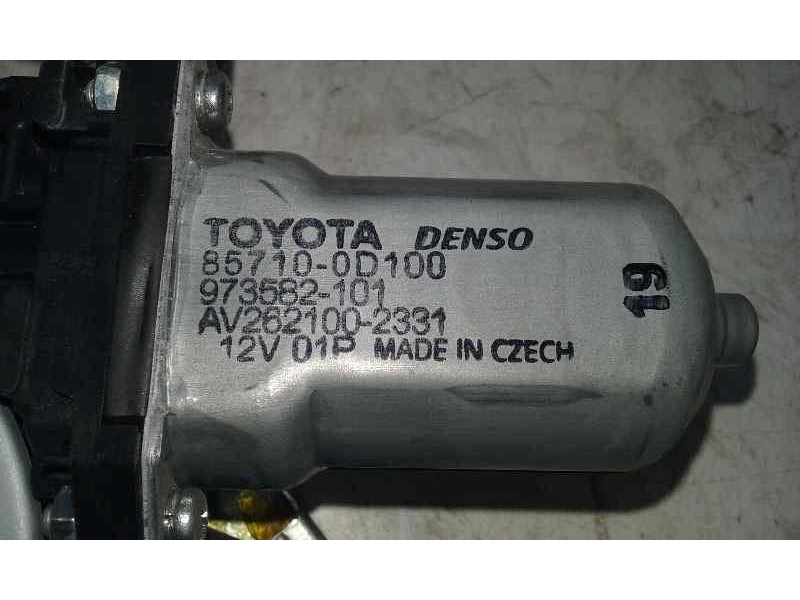 TOYOTA DENSO
85710-0D100
973582-101
AV262100-2331
12V 01P MADE IN CZECH
19